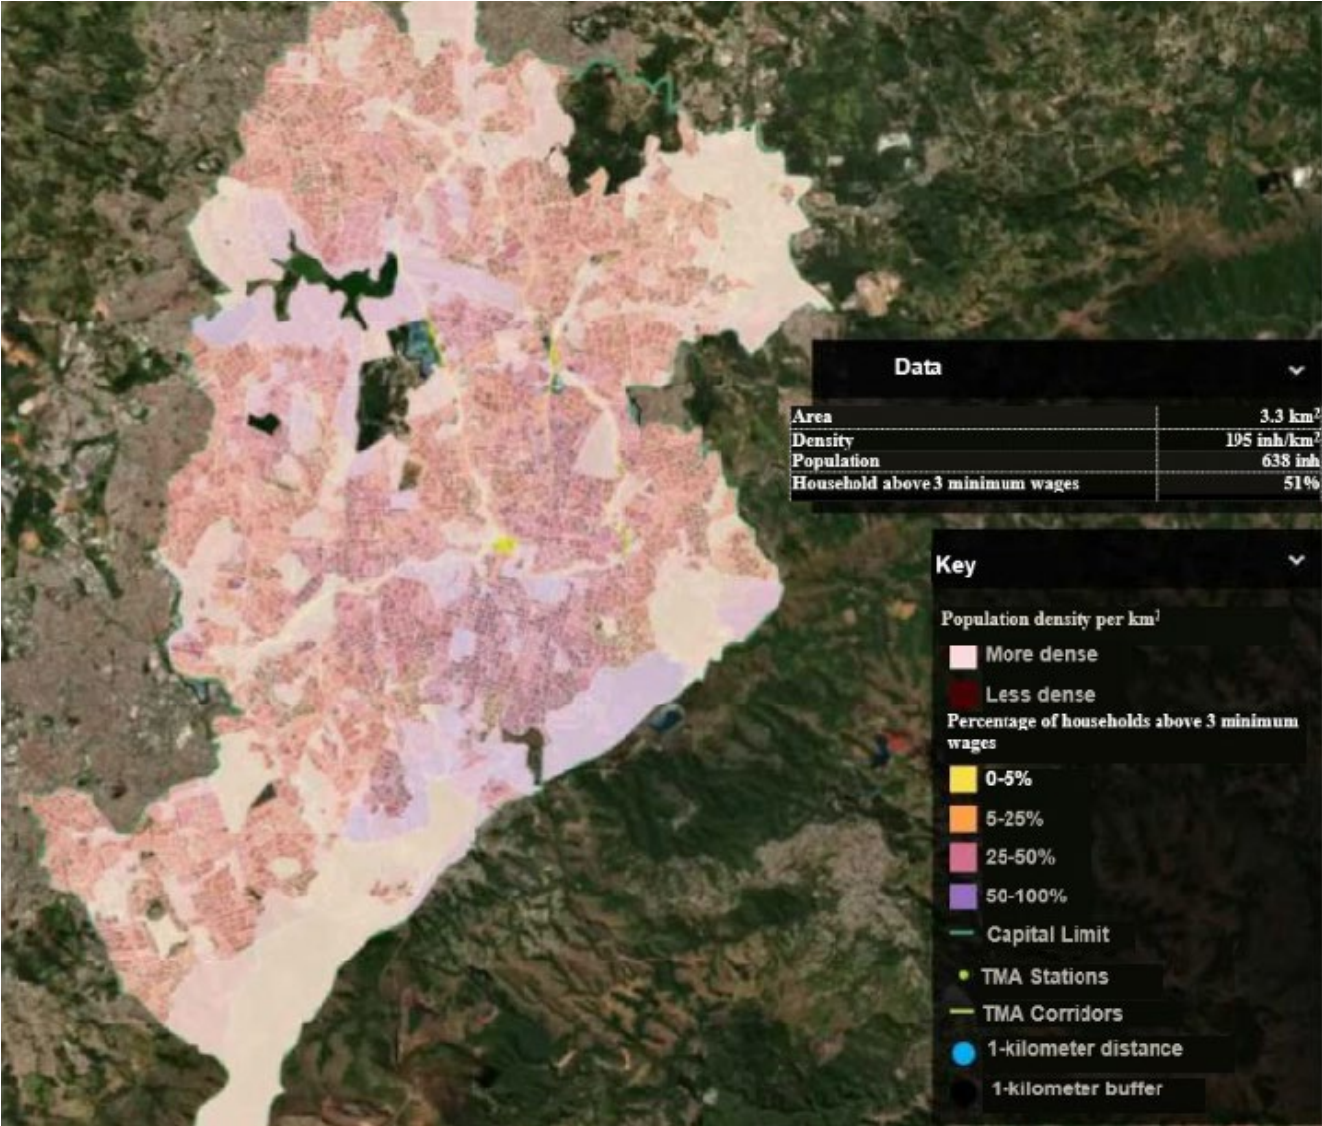 Data
Area 3.3 km²
Density 195 inh/km²
Population 638 inh
Household above 3 minimum wages 51%
Key
Population density per km²
More dense
Less dense
Percentage of households above 3 minimum
wages
0-5%
5-25%
25-50%
50-100%
Capital Limit
TMA Stations
TMA Corridors
1-kilometer distance
1-kilometer buffer